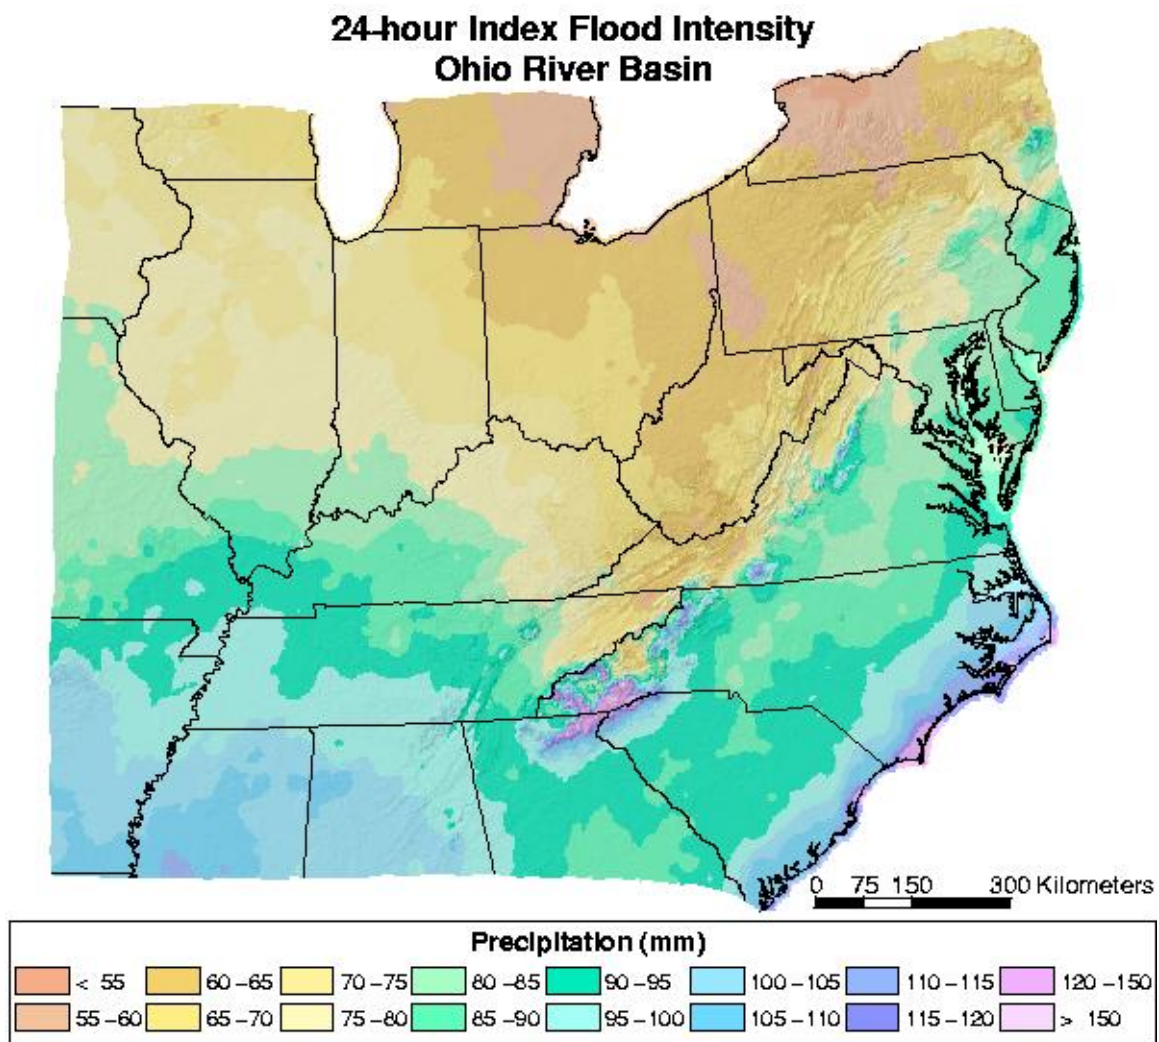 24-hour Index Flood Intensity
Ohio River Basin
0 75 150 300 Kilometers
Precipitation (mm)
< 55 60 -65 70 -75 80 -85 90 -95 100 -105 110 -115 120 -150
55 -60 65 -70 75 -80 85 -90 95 -100 105 -110 115 -120 > 150